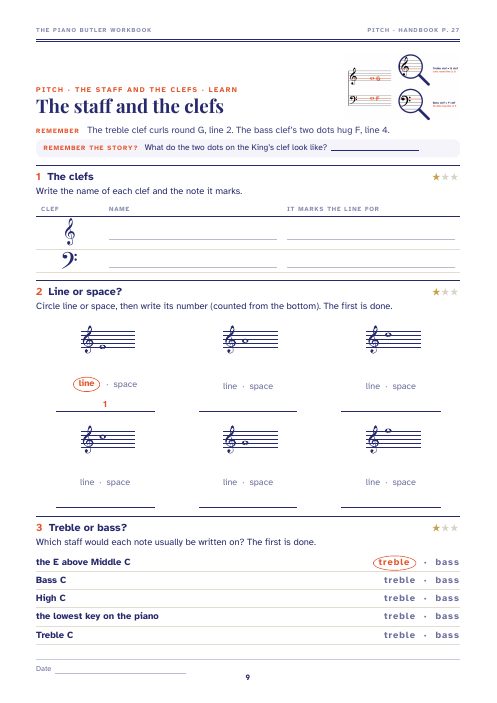 THE PIANO BUTLER WORKBOOK
PITCH · HANDBOOK P. 27
PITCH · THE STAFF AND THE CLEFS · LEARN
The staff and the clefs
G
F
REMEMBER The treble clef curls round G, line 2. The bass clef's two dots hug F, line 4.
REMEMBER THE STORY? What do the two dots on the King's clef look like?
1 The clefs
Write the name of each clef and the note it marks.
CLEF NAME IT MARKS THE LINE FOR
2 Line or space?
Circle line or space, then write its number (counted from the bottom). The first is done.
line · space line · space line · space
1
line · space line · space line · space
3 Treble or bass?
Which staff would each note usually be written on? The first is done.
the E above Middle C treble · bass
Bass C treble · bass
High C treble · bass
the lowest key on the piano treble · bass
Treble C treble · bass
Date
9